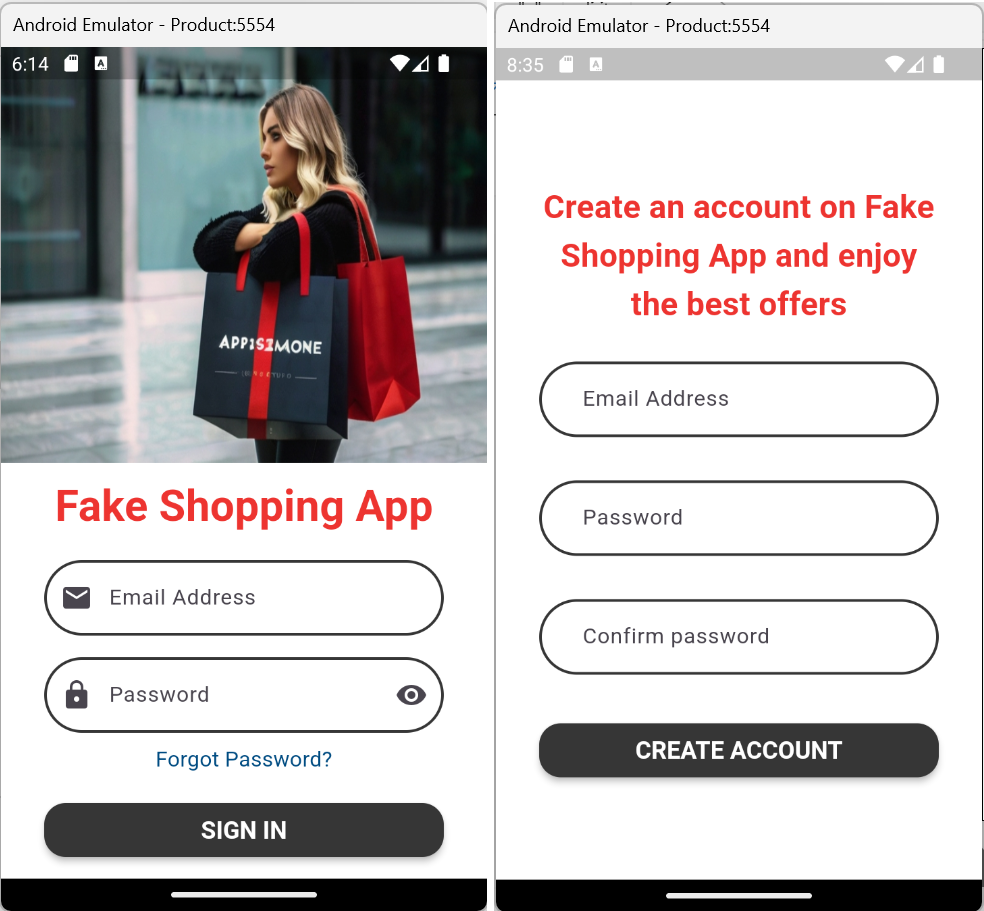 Android Emulator - Product:5554
6:14
APP1SIMONE
Fake Shopping App
Email Address
Password
Forgot Password?
SIGN IN
Android Emulator - Product:5554
8:35
Create an account on Fake
Shopping App and enjoy
the best offers
Email Address
Password
Confirm password
CREATE ACCOUNT